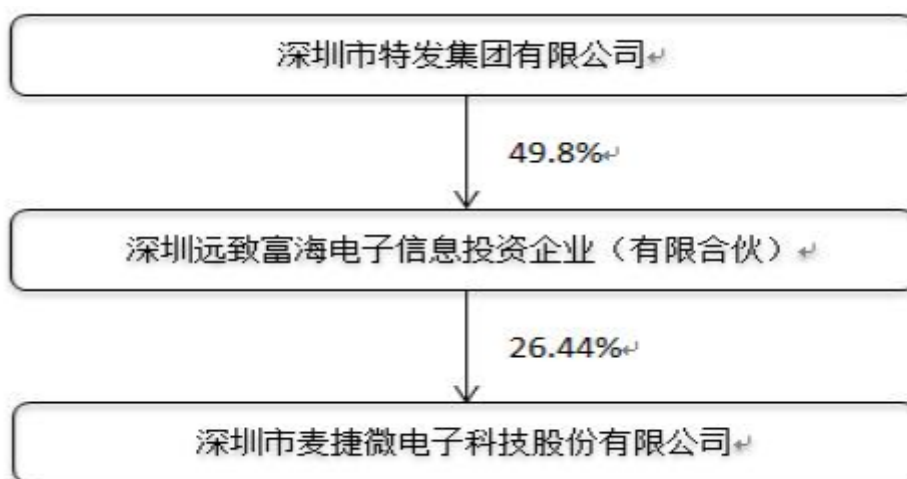 深圳市特发集团有限公司
49.8%
深圳远致富海电子信息投资企业（有限合伙）
26.44%
深圳市麦捷微电子科技股份有限公司